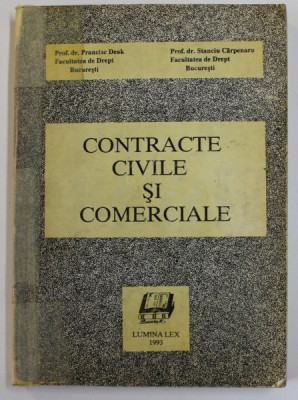 Prof. dr. Francisc Deak
Facultatea de Drept
București
Prof. dr. Stanciu Cărpenaru
Facultatea de Drept
București
CONTRACTE
CIVILE
ŞI
COMERCIALE
LUMINA LEX
1993